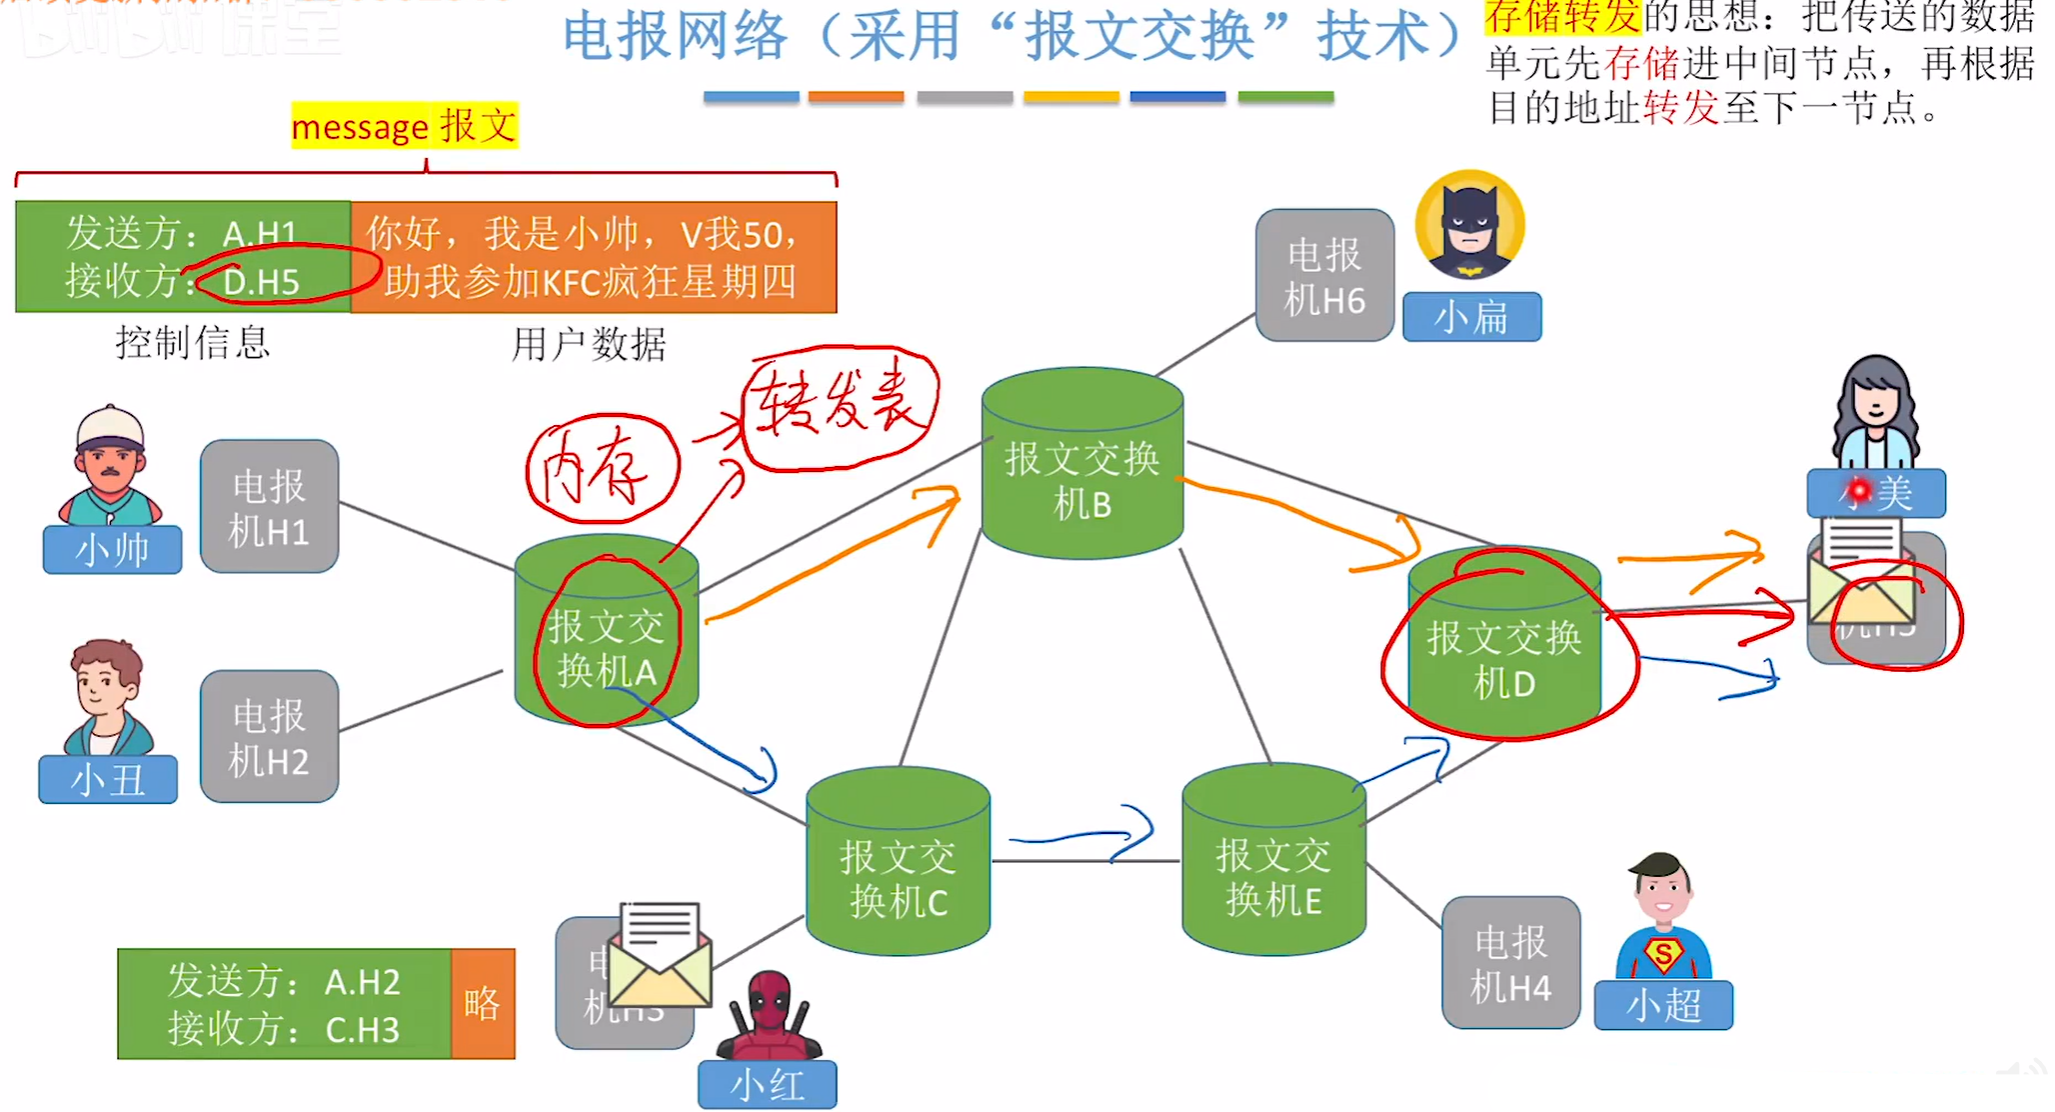 电报网络（采用“报文交换”技术）
存储转发的思想：把传送的数据
单元先存储进中间节点，再根据
目的地址转发至下一节点。
message 报文
发送方：A.H1
接收方：D.H5
你好，我是小帅，V我50，
助我参加KFC疯狂星期四
控制信息
用户数据
电报
机H6
小扁
内存
转发表
报文交换
机B
小美
机H5
电报
机H1
小帅
报文交
换机A
报文交换
机D
电报
机H2
小丑
报文交
换机C
报文交
换机E
发送方：A.H2
接收方：C.H3
略
机H3
小红
电报
机H4
S
小超